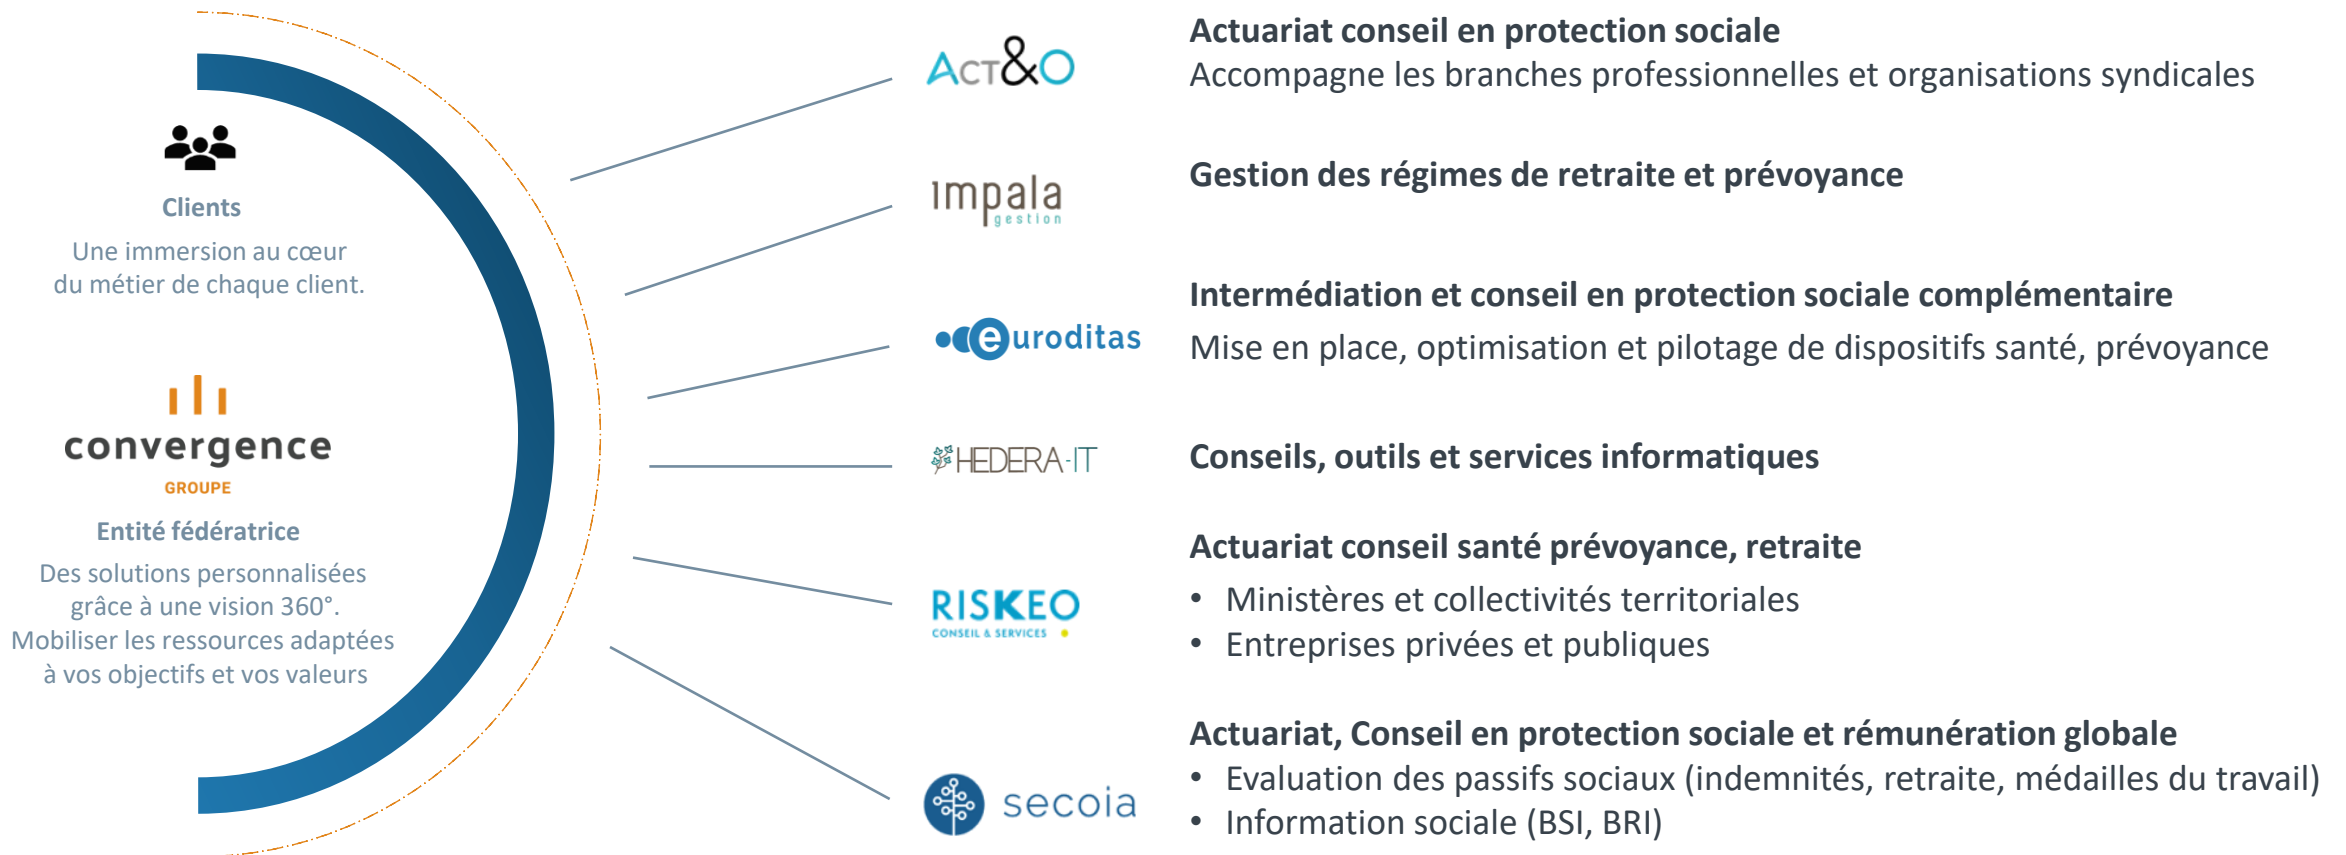 Clients
Une immersion au cœur
du métier de chaque client.
convergence
GROUPE
Entité fédératrice
Des solutions personnalisées
grâce à une vision 360°.
Mobiliser les ressources adaptées
à vos objectifs et vos valeurs
ACT&O
Actuariat conseil en protection sociale
Accompagne les branches professionnelles et organisations syndicales
impala
gestion
Gestion des régimes de retraite et prévoyance
euroditas
Intermédiation et conseil en protection sociale complémentaire
Mise en place, optimisation et pilotage de dispositifs santé, prévoyance
HEDERA-IT
Conseils, outils et services informatiques
RISKEO
CONSEIL & SERVICES
Actuariat conseil santé prévoyance, retraite
• Ministères et collectivités territoriales
• Entreprises privées et publiques
secoia
Actuariat, Conseil en protection sociale et rémunération globale
• Evaluation des passifs sociaux (indemnités, retraite, médailles du travail)
• Information sociale (BSI, BRI)